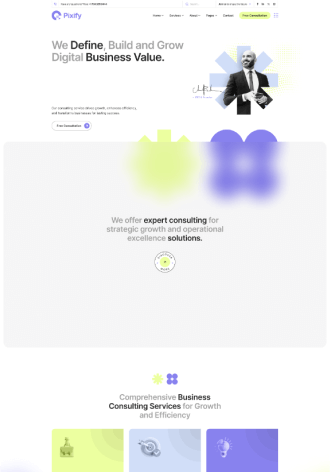 Pixify
Home
Services
About
Pages
Contact
Free Consultation
We Define, Build and Grow
Digital Business Value.
Our consulting services drive growth, increase efficiency,
and transform businesses for lasting success.
Free Consultation
We offer expert consulting for
strategic growth and operational
excellence solutions.
Comprehensive Business
Consulting Services for Growth
and Efficiency